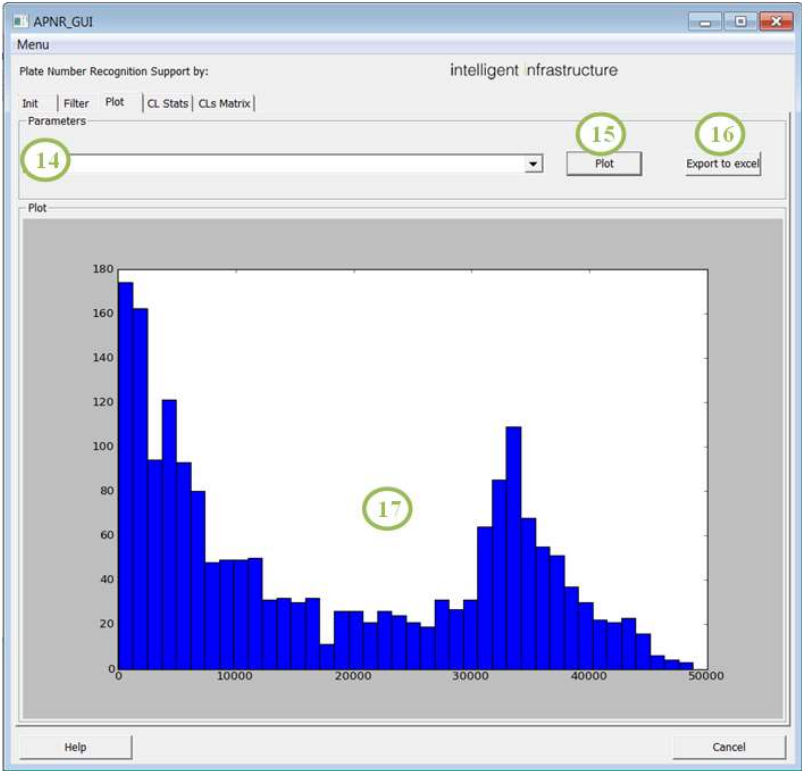 APNR_GUI
Menu
Plate Number Recognition Support by:
intelligent infrastructure
Init Filter Plot CL Stats CLs Matrix
Parameters
14
15
16
Plot
Export to excel
Plot
180
160
140
120
100
80
60
40
20
0
17
0 10000 20000 30000 40000 50000
Help
Cancel